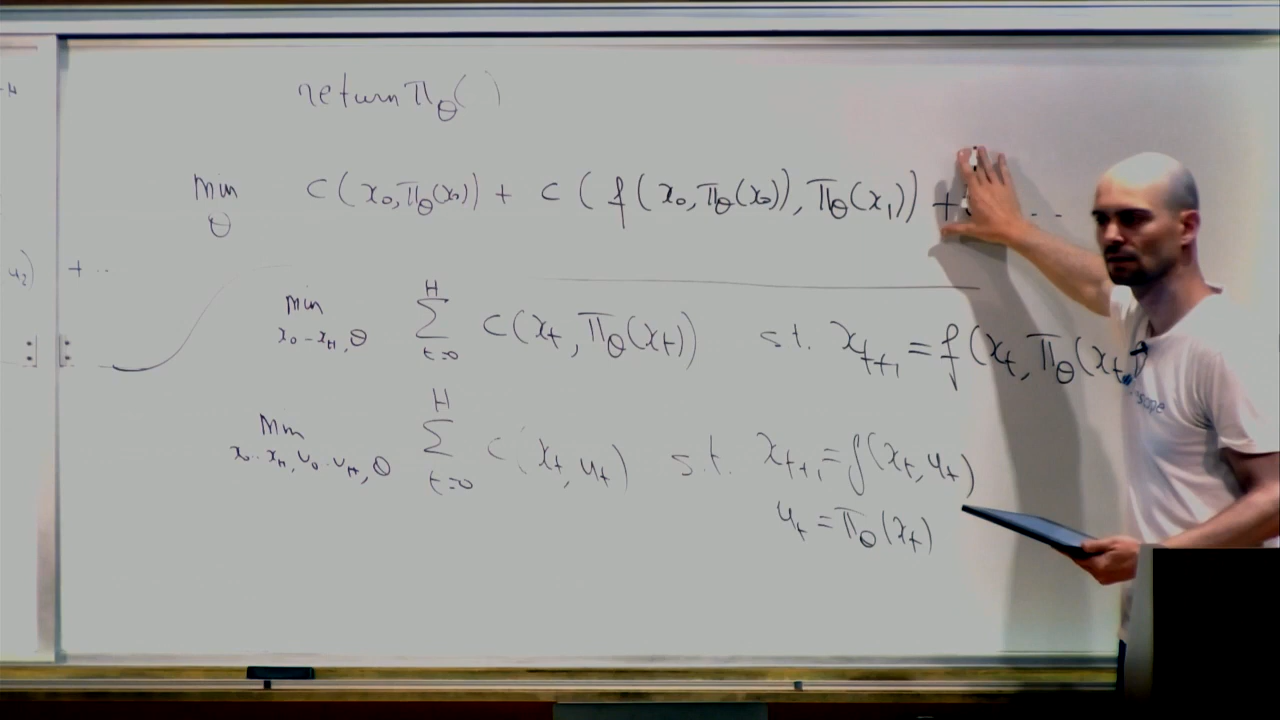 return π_θ( )
min_θ c(x₀, π_θ(x₀)) + c(f(x₀, π_θ(x₀)), π_θ(x₁)) + ...
u₂) + ..
min_{x₀-x_H, θ} Σ_{t=0}^{H} c(x_t, π_θ(x_t)) s.t. x_{t+1} = f(x_t, π_θ(x_t
min_{x₀..x_H, u₀..u_H, θ} Σ_{t=0}^{H} c(x_t, u_t) s.t. x_{t+1} = f(x_t, u_t)
u_t = π_θ(x_t)